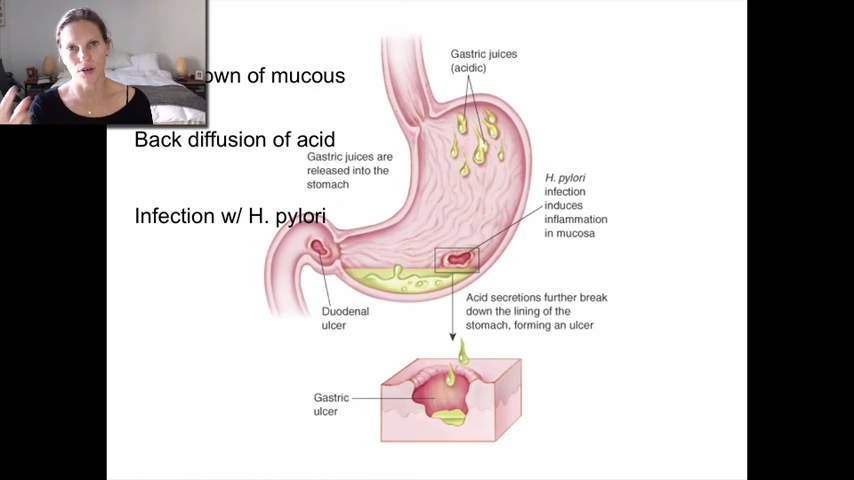 own of mucous
Back diffusion of acid
Infection w/ H. pylori
Gastric juices
(acidic)
Gastric juices are
released into the
stomach
H. pylori
infection
induces
inflammation
in mucosa
Duodenal
ulcer
Acid secretions further break
down the lining of the
stomach, forming an ulcer
Gastric
ulcer